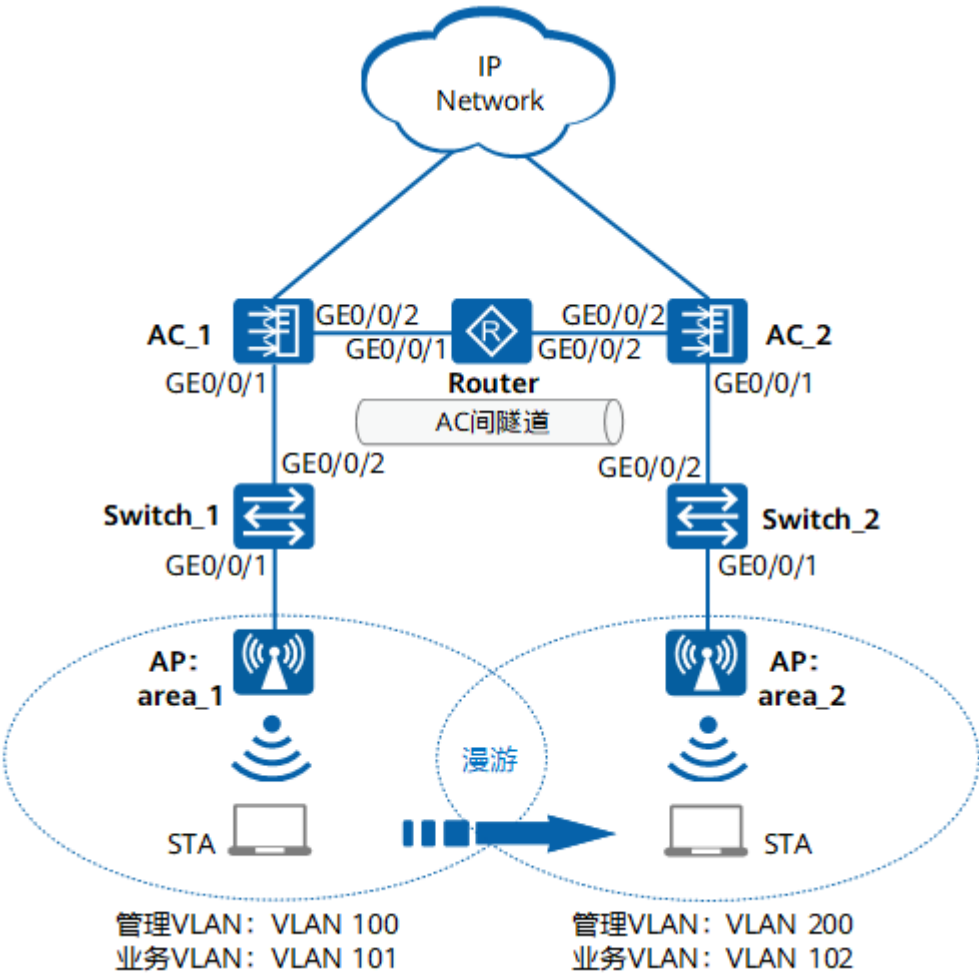 IP
Network
AC_1
GE0/0/2
GE0/0/1
R
GE0/0/2
GE0/0/2
AC_2
GE0/0/1
Router
GE0/0/1
AC间隧道
GE0/0/2
GE0/0/2
Switch_1
Switch_2
GE0/0/1
GE0/0/1
AP：
area_1
AP：
area_2
漫游
STA
STA
管理VLAN：VLAN 100
业务VLAN：VLAN 101
管理VLAN：VLAN 200
业务VLAN：VLAN 102